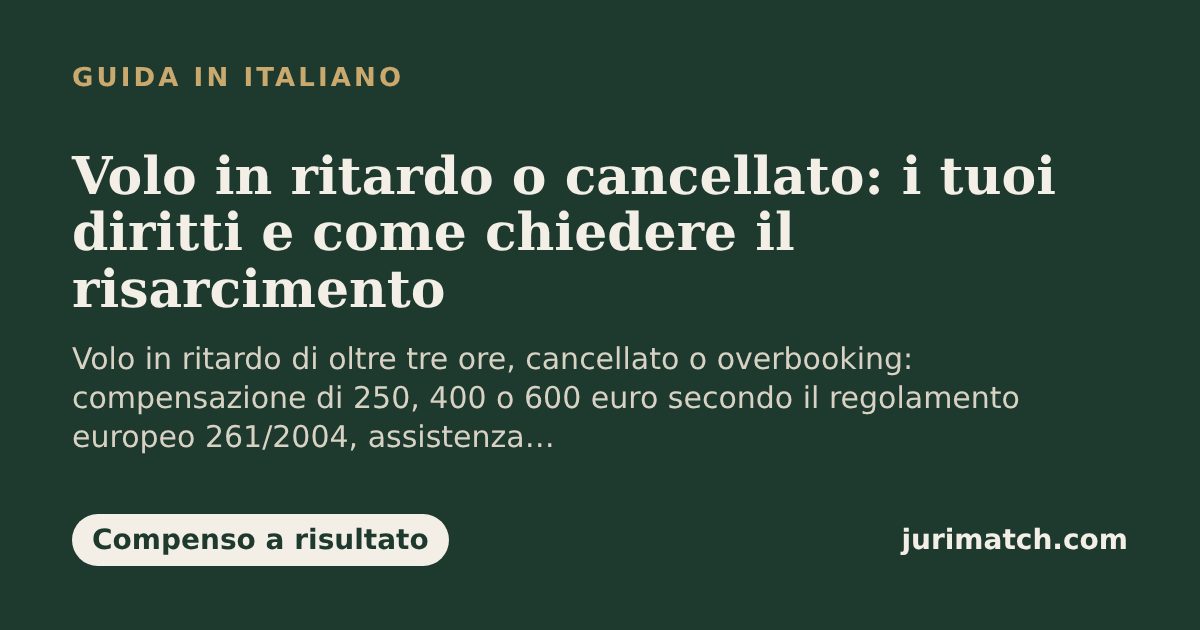 GUIDA IN ITALIANO
Volo in ritardo o cancellato: i tuoi
diritti e come chiedere il
risarcimento
Volo in ritardo di oltre tre ore, cancellato o overbooking:
compensazione di 250, 400 o 600 euro secondo il regolamento
europeo 261/2004, assistenza…
Compenso a risultato
jurimatch.com